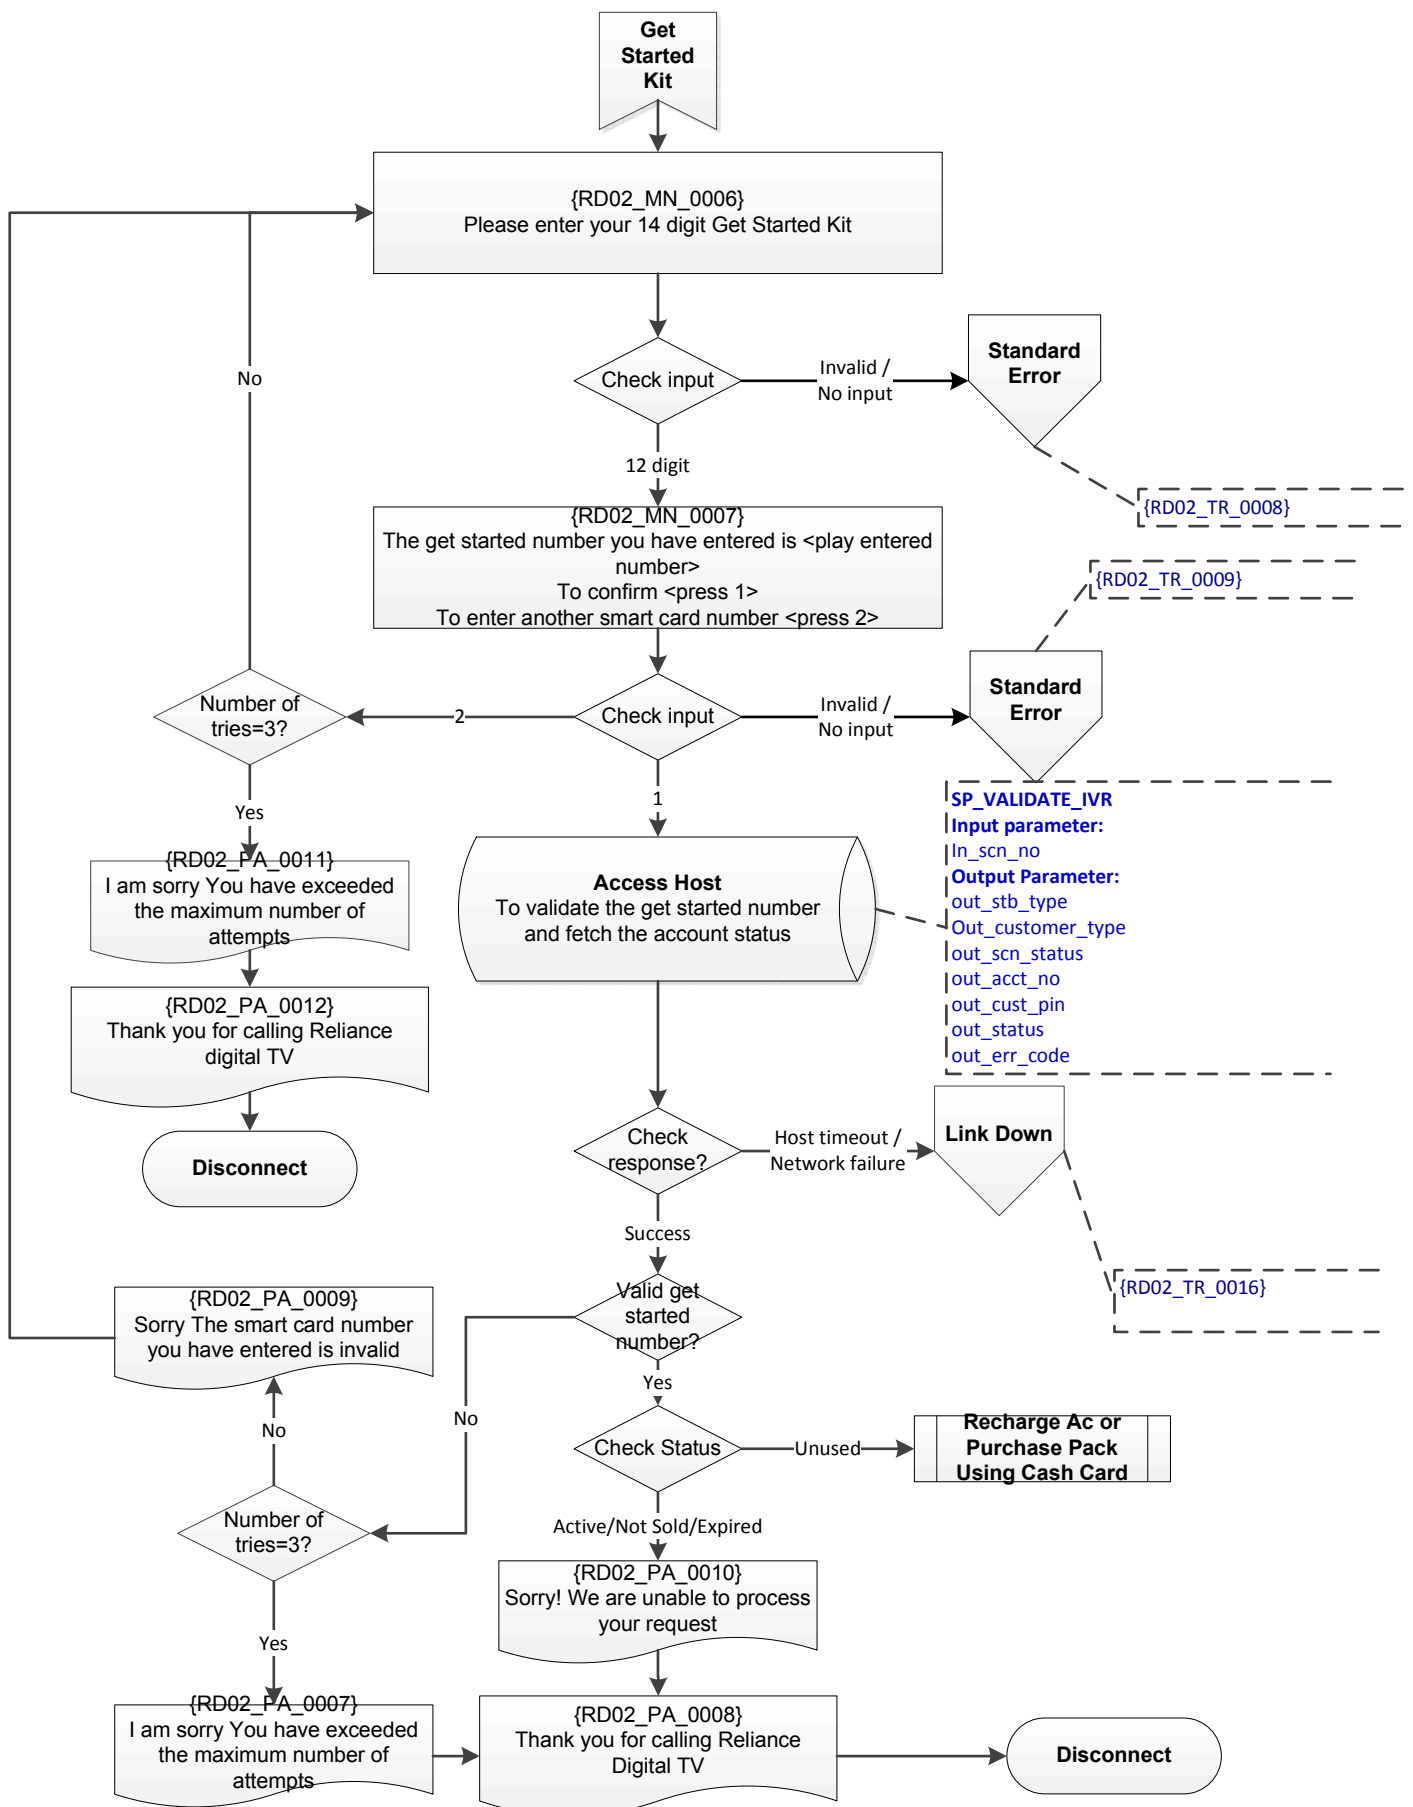 Get
Started
Kit
{RD02_MN_0006}
Please enter your 14 digit Get Started Kit
No
Check input
Invalid /
No input
Standard
Error
12 digit
{RD02_TR_0008}
{RD02_MN_0007}
The get started number you have entered is <play entered
number>
To confirm <press 1>
To enter another smart card number <press 2>
{RD02_TR_0009}
Number of
tries=3?
2
Check input
Invalid /
No input
Standard
Error
Yes
1
SP_VALIDATE_IVR
Input parameter:
In_scn_no
Output Parameter:
out_stb_type
Out_customer_type
out_scn_status
out_acct_no
out_cust_pin
out_status
out_err_code
{RD02_PA_0011}
I am sorry You have exceeded
the maximum number of
attempts
Access Host
To validate the get started number
and fetch the account status
{RD02_PA_0012}
Thank you for calling Reliance
digital TV
Disconnect
Check
response?
Host timeout /
Network failure
Link Down
Success
{RD02_TR_0016}
{RD02_PA_0009}
Sorry The smart card number
you have entered is invalid
Valid get
started
number?
Yes
No
No
Check Status
Unused
Recharge Ac or
Purchase Pack
Using Cash Card
Number of
tries=3?
Active/Not Sold/Expired
{RD02_PA_0010}
Sorry! We are unable to process
your request
Yes
{RD02_PA_0007}
I am sorry You have exceeded
the maximum number of
attempts
{RD02_PA_0008}
Thank you for calling Reliance
Digital TV
Disconnect